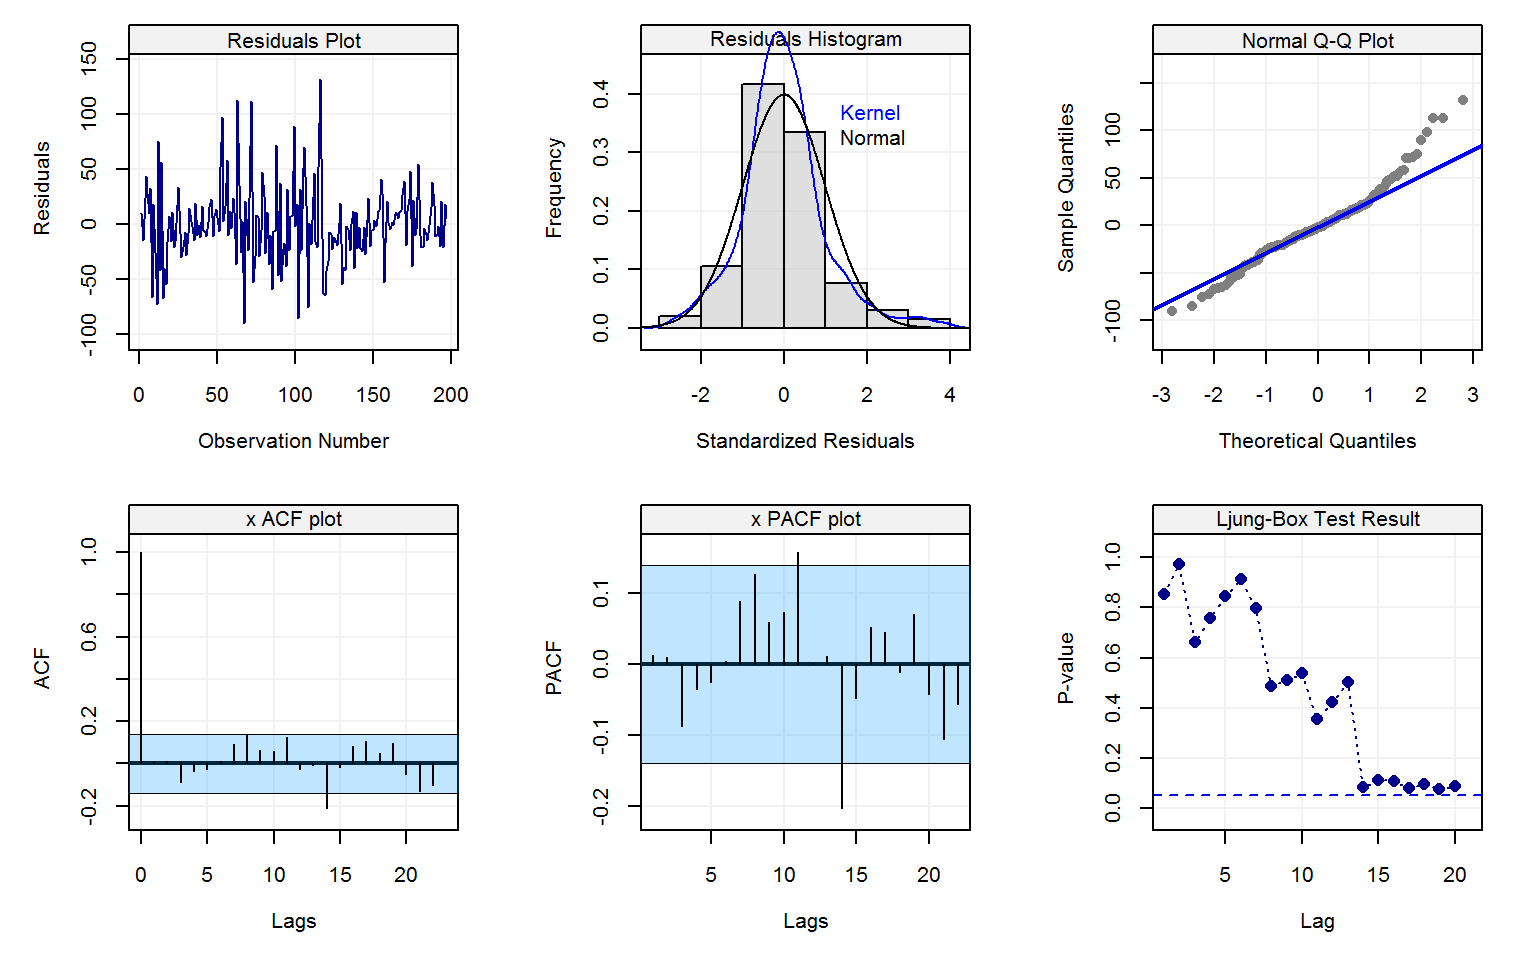 Residuals Plot
Residuals
-100 -50 0 50 100 150
0 50 100 150 200
Observation Number
Residuals Histogram
Frequency
0.0 0.1 0.2 0.3 0.4
Kernel
Normal
-2 0 2 4
Standardized Residuals
Normal Q-Q Plot
Sample Quantiles
-100 0 50 100
-3 -2 -1 0 1 2 3
Theoretical Quantiles
x ACF plot
ACF
-0.2 0.2 0.6 1.0
0 5 10 15 20
Lags
x PACF plot
PACF
-0.2 -0.1 0.0 0.1
5 10 15 20
Lags
Ljung-Box Test Result
P-value
0.0 0.2 0.4 0.6 0.8 1.0
5 10 15 20
Lag